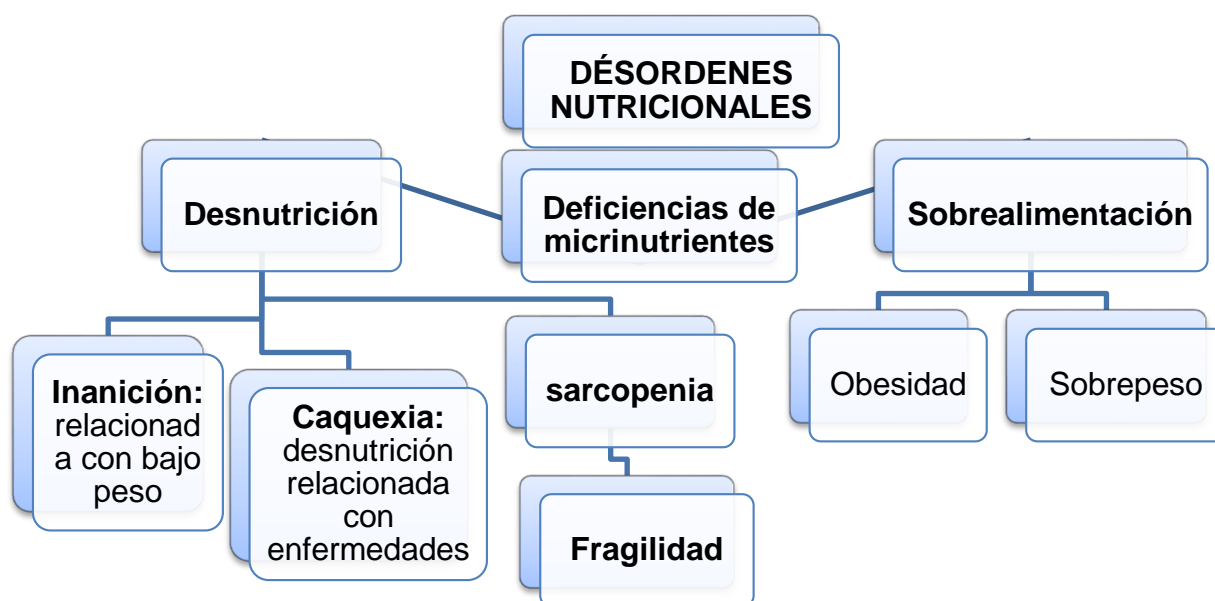 DÉSORDENES
NUTRICIONALES
Desnutrición
Deficiencias de
micrinutrientes
Sobrealimentación
Inanición:
relacionad
a con bajo
peso
Caquexia:
desnutrición
relacionada
con
enfermedades
sarcopenia
Fragilidad
Obesidad
Sobrepeso